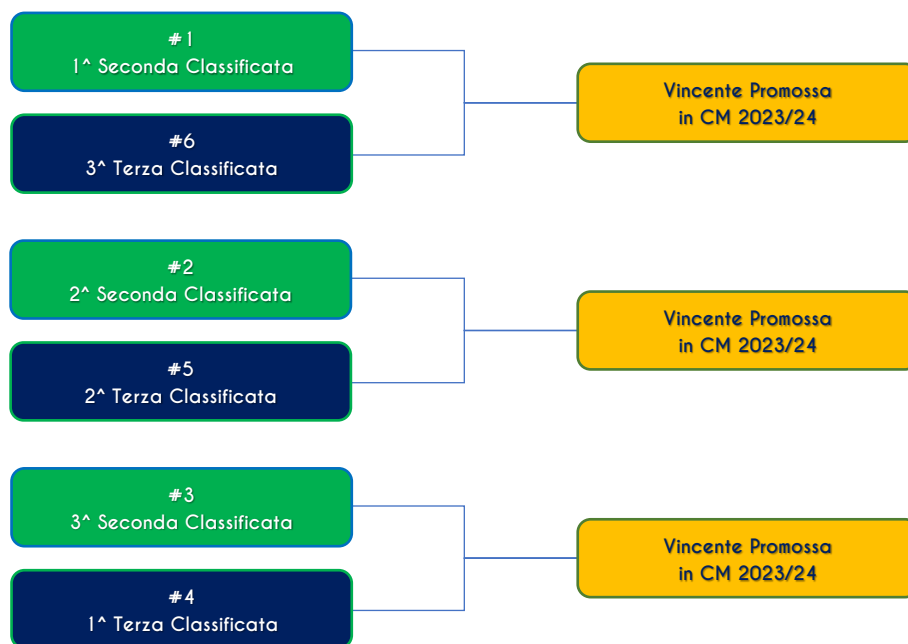 #1
1^ Seconda Classificata
Vincente Promossa
in CM 2023/24
#6
3^ Terza Classificata
#2
2^ Seconda Classificata
Vincente Promossa
in CM 2023/24
#5
2^ Terza Classificata
#3
3^ Seconda Classificata
Vincente Promossa
in CM 2023/24
#4
1^ Terza Classificata